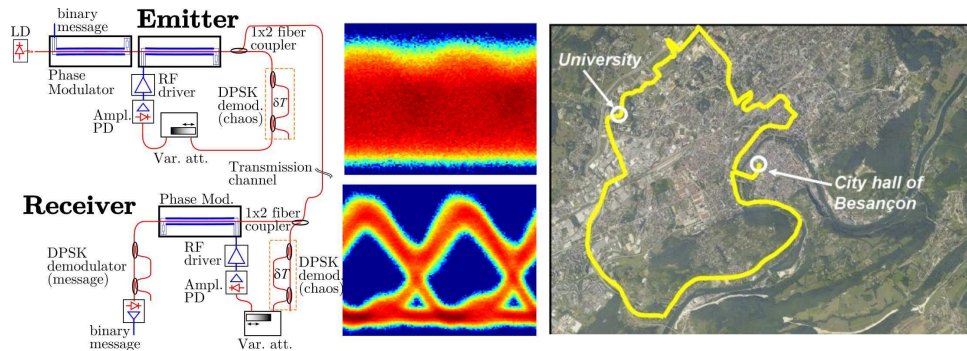 Emitter
LD
binary
message
1x2 fiber
coupler
Phase
Modulator
RF
driver
Ampl.
PD
DPSK
demod.
(chaos)
δT
Var. att.
Transmission
channel
Receiver
Phase Mod.
1x2 fiber
coupler
DPSK
demodulator
(message)
RF
driver
Ampl.
PD
δT
DPSK
demod.
(chaos)
binary
message
Var. att.
University
City hall of
Besançon